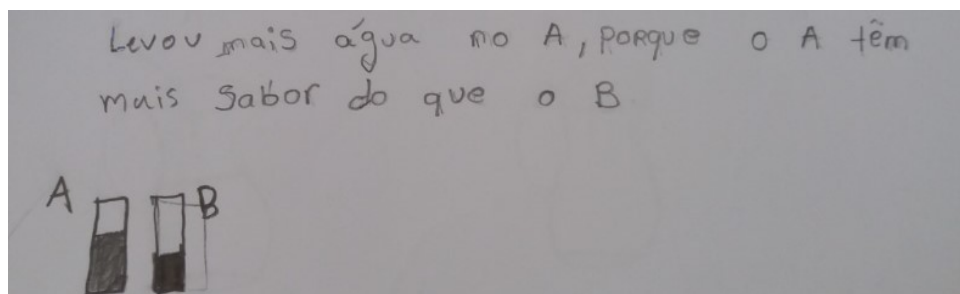 Levou mais água no A, porque o A têm
mais sabor do que o B
A B